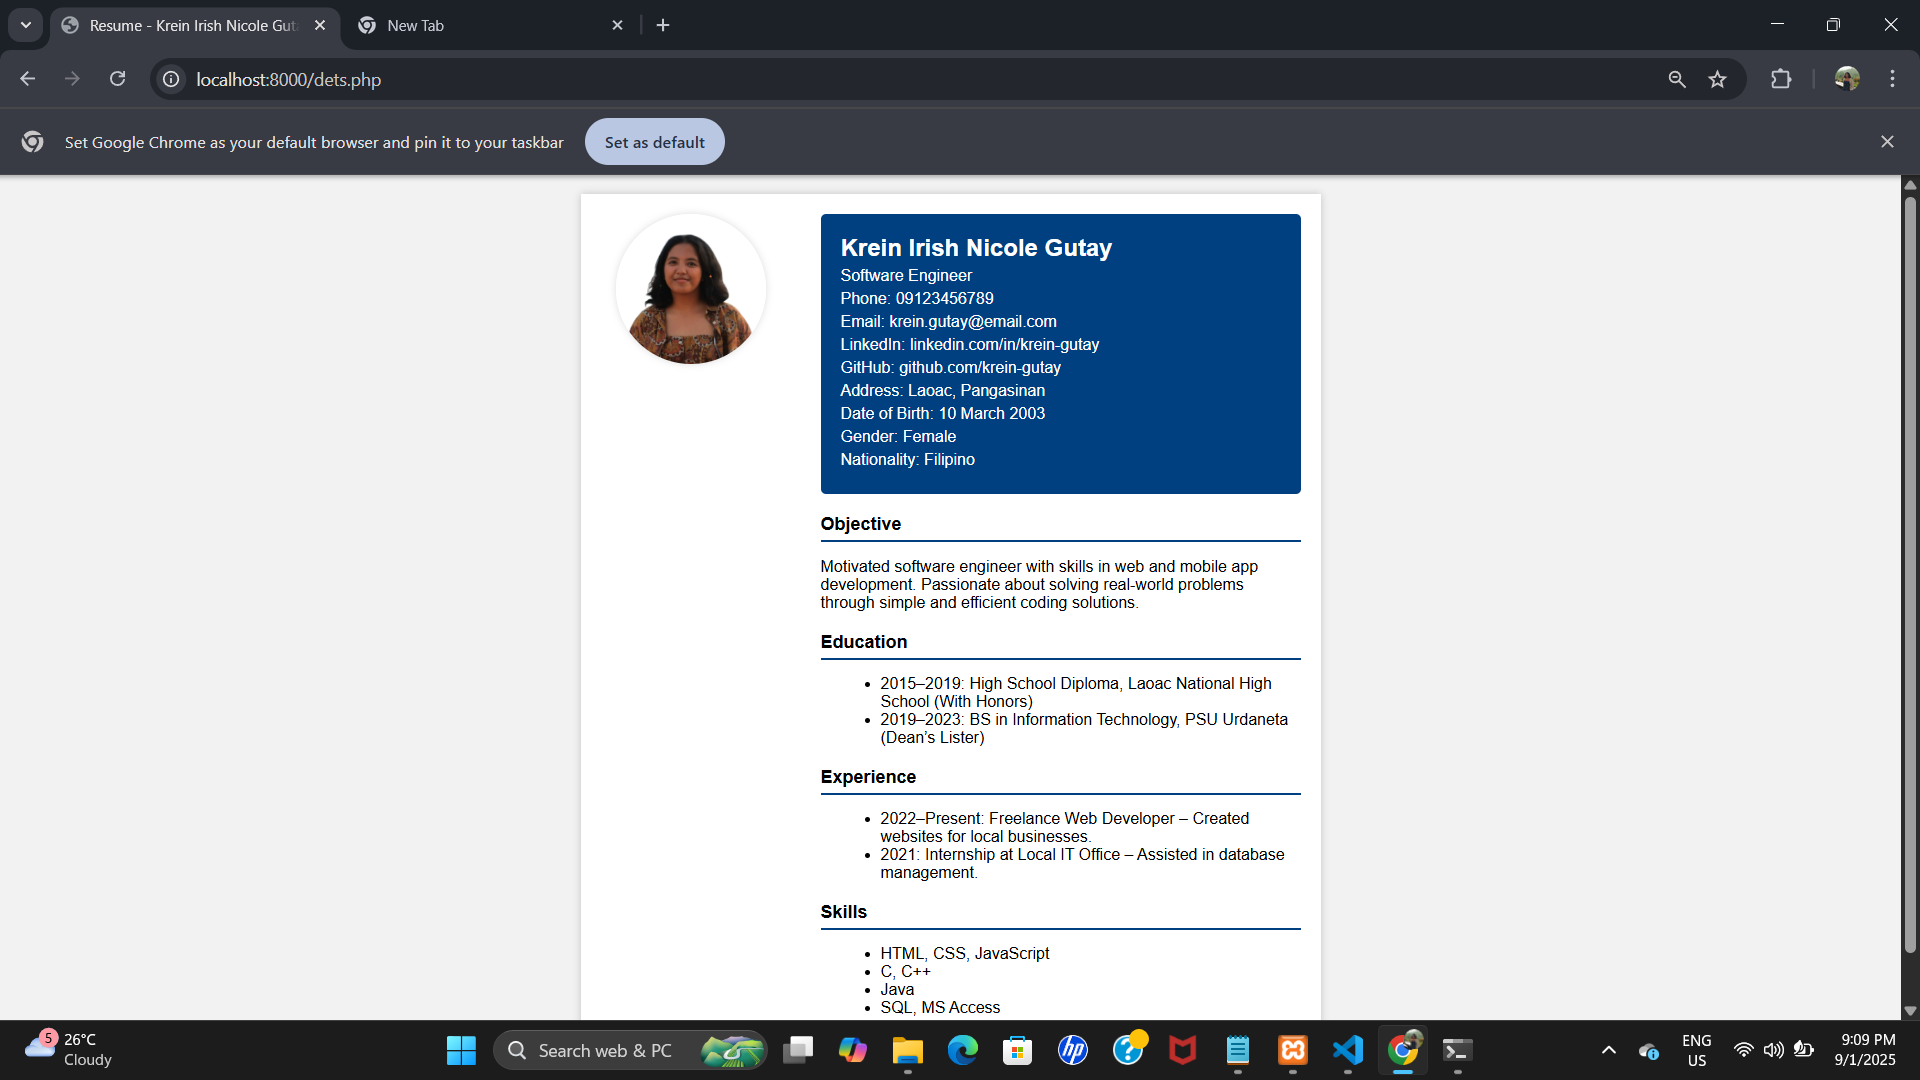 Resume - Krein Irish Nicole Gut
New Tab
localhost:8000/dets.php
Set Google Chrome as your default browser and pin it to your taskbar
Set as default
Krein Irish Nicole Gutay
Software Engineer
Phone: 09123456789
Email: krein.gutay@email.com
LinkedIn: linkedin.com/in/krein-gutay
GitHub: github.com/krein-gutay
Address: Laoac, Pangasinan
Date of Birth: 10 March 2003
Gender: Female
Nationality: Filipino
Objective
Motivated software engineer with skills in web and mobile app
development. Passionate about solving real-world problems
through simple and efficient coding solutions.
Education
• 2015–2019: High School Diploma, Laoac National High
School (With Honors)
• 2019–2023: BS in Information Technology, PSU Urdaneta
(Dean’s Lister)
Experience
• 2022–Present: Freelance Web Developer – Created
websites for local businesses.
• 2021: Internship at Local IT Office – Assisted in database
management.
Skills
• HTML, CSS, JavaScript
• C, C++
• Java
• SQL, MS Access
5
26°C
Cloudy
Search web & PC
hp
ENG
US
9:09 PM
9/1/2025